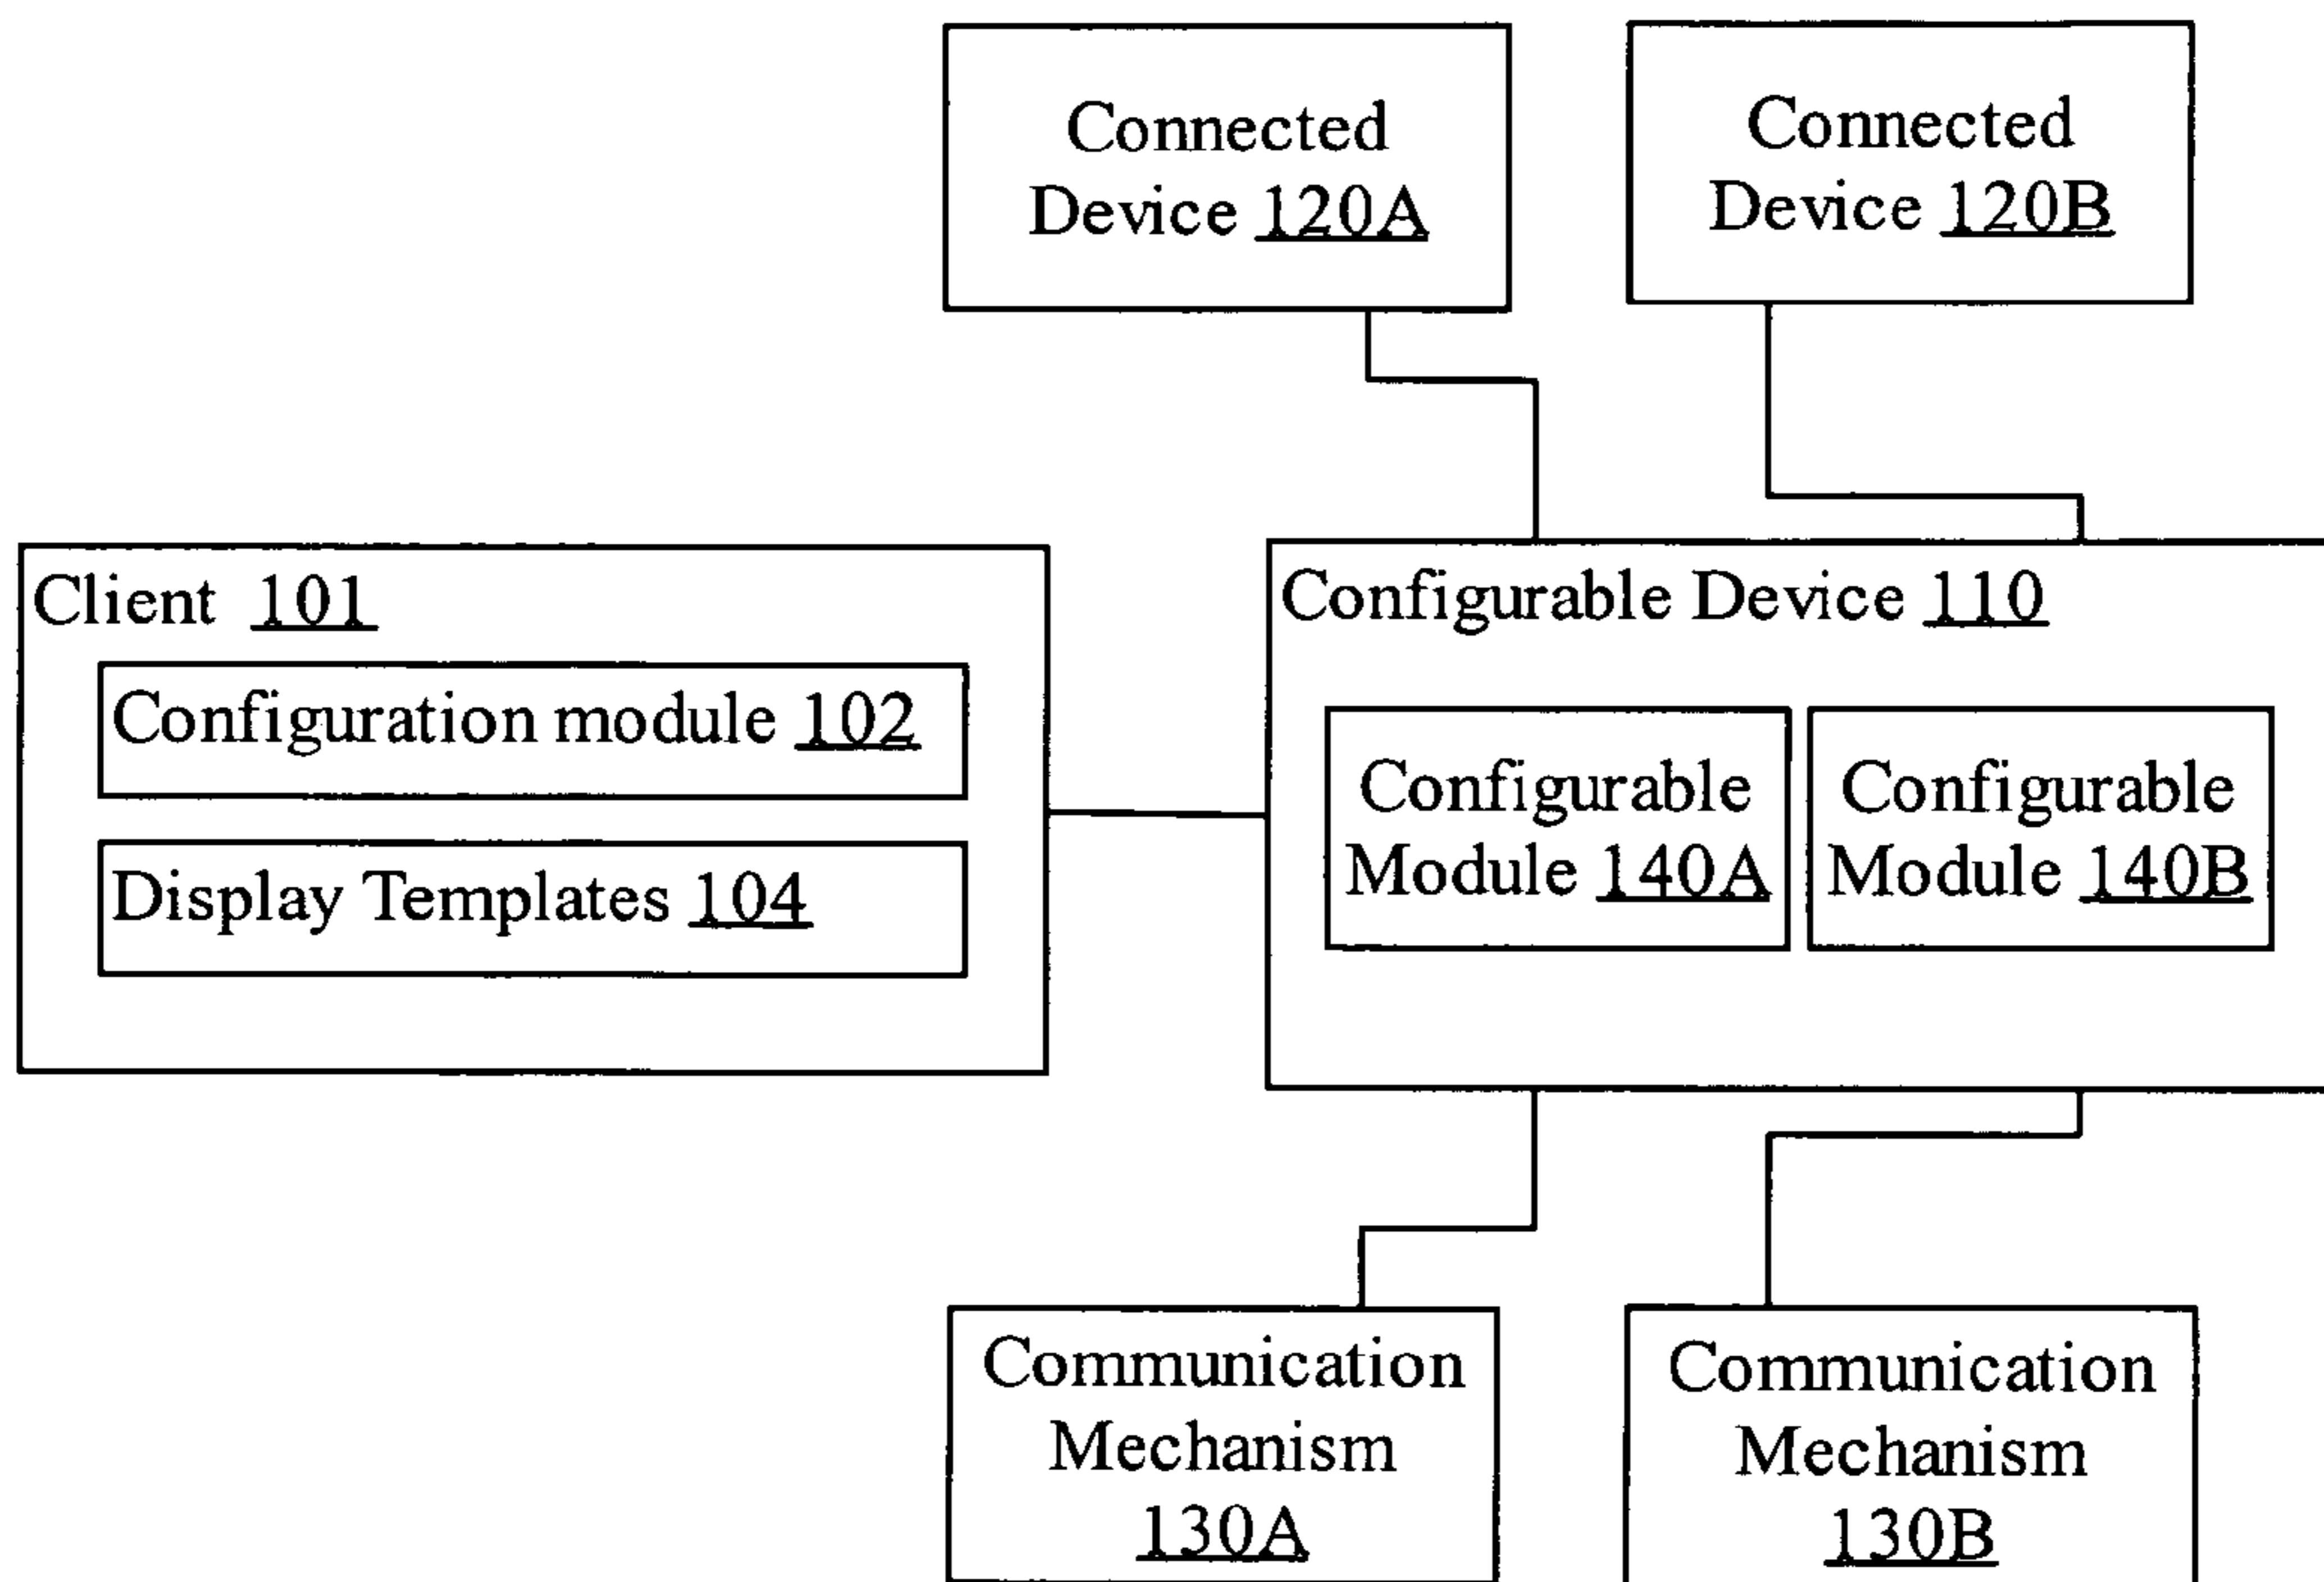 Connected
Device 120A
Connected
Device 120B
Client 101
Configuration module 102
Display Templates 104
Configurable Device 110
Configurable
Module 140A
Configurable
Module 140B
Communication
Mechanism
130A
Communication
Mechanism
130B